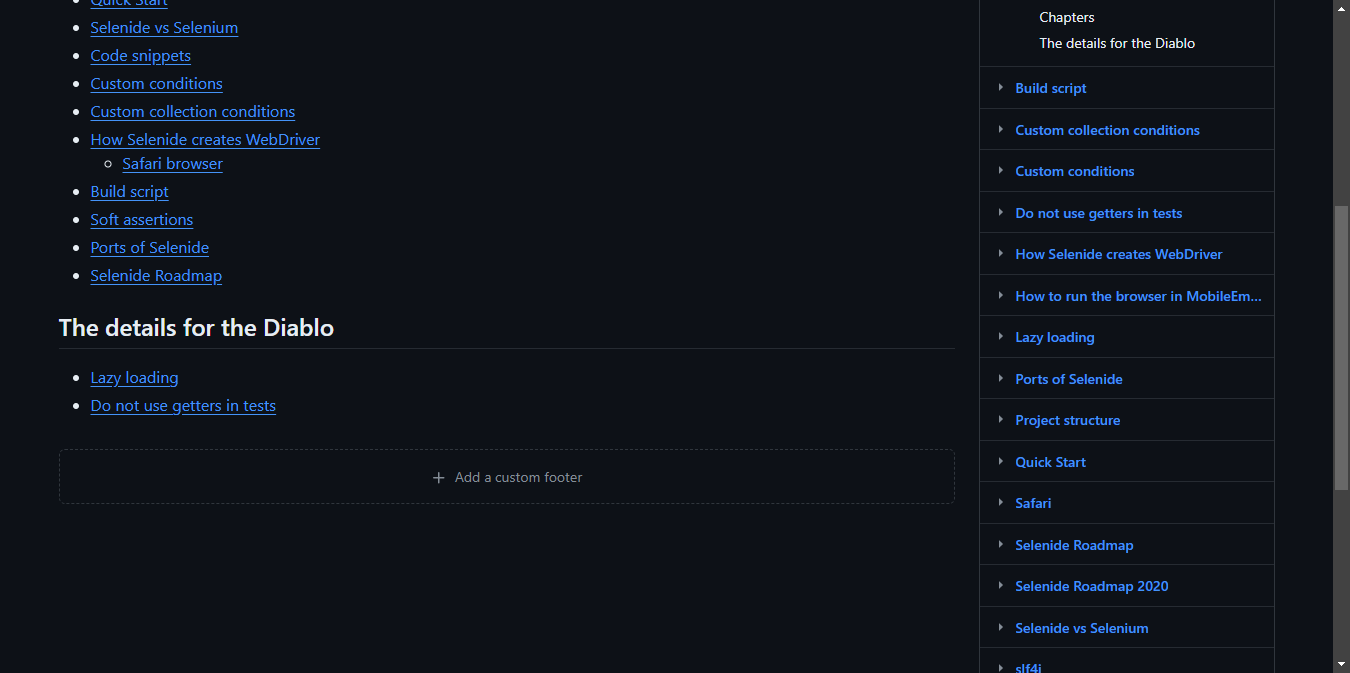 Quick Start
Selenide vs Selenium
Code snippets
Custom conditions
Custom collection conditions
How Selenide creates WebDriver
Safari browser
Build script
Soft assertions
Ports of Selenide
Selenide Roadmap
The details for the Diablo
Lazy loading
Do not use getters in tests
Add a custom footer
Chapters
The details for the Diablo
Build script
Custom collection conditions
Custom conditions
Do not use getters in tests
How Selenide creates WebDriver
How to run the browser in MobileEm...
Lazy loading
Ports of Selenide
Project structure
Quick Start
Safari
Selenide Roadmap
Selenide Roadmap 2020
Selenide vs Selenium
slf4j